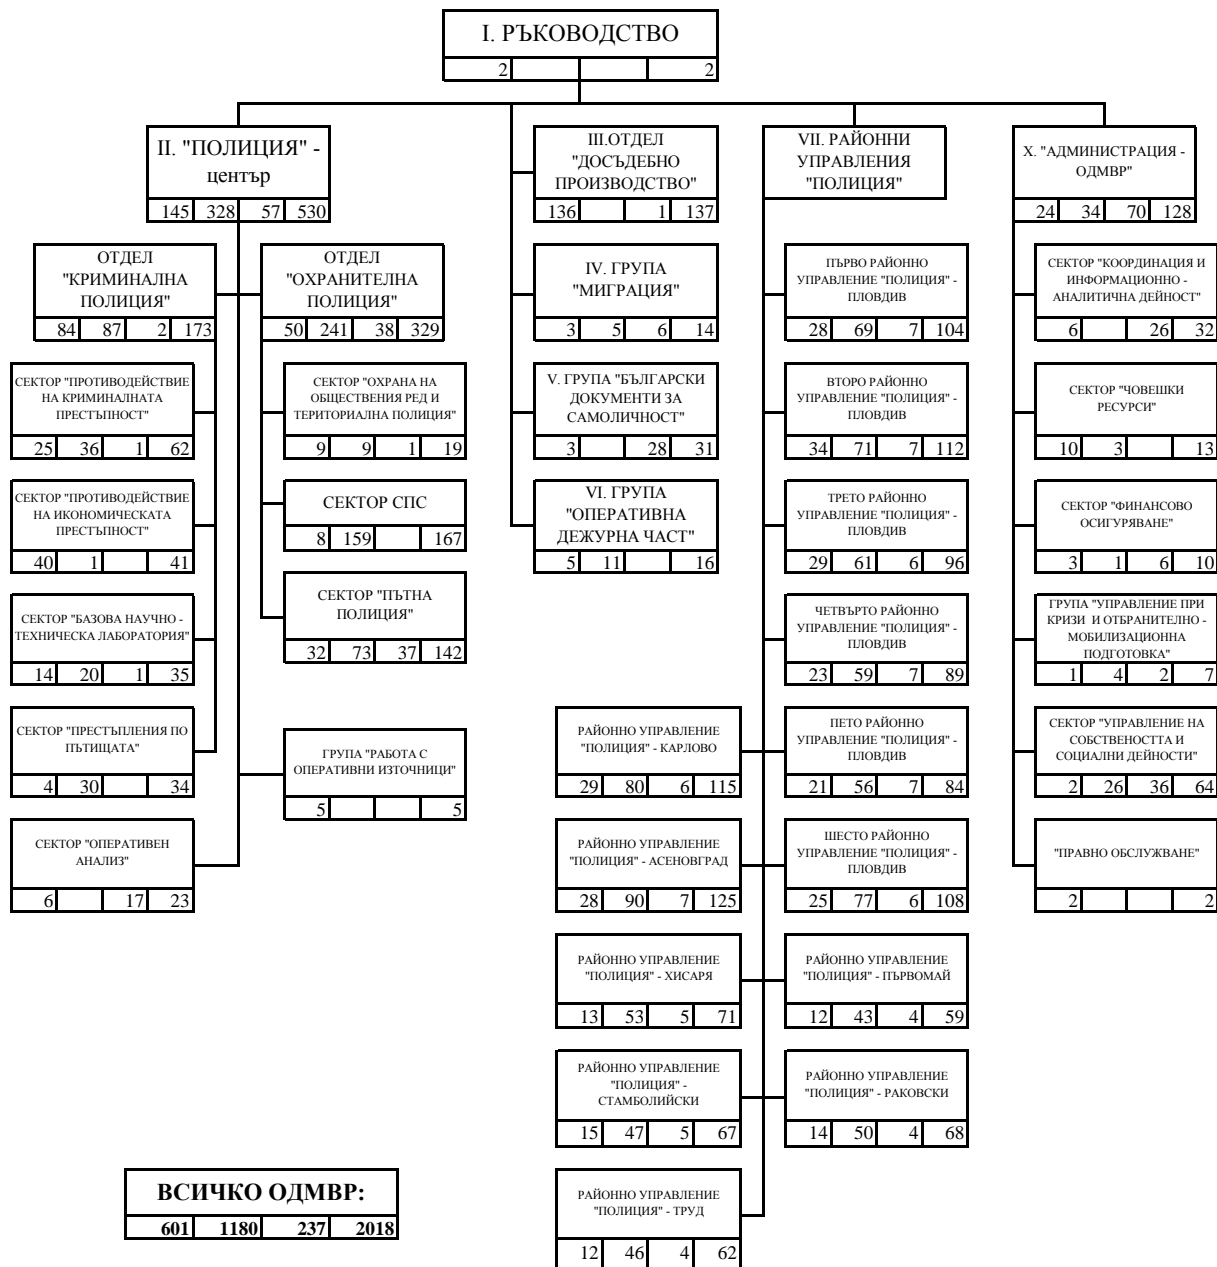 I. РЪКОВОДСТВО
2 2
II. "ПОЛИЦИЯ" -
център
145 328 57 530
ОТДЕЛ
"КРИМИНАЛНА
ПОЛИЦИЯ"
84 87 2 173
СЕКТОР "ПРОТИВОДЕЙСТВИЕ
НА КРИМИНАЛНАТА
ПРЕСТЪПНОСТ"
25 36 1 62
СЕКТОР "ПРОТИВОДЕЙСТВИЕ
НА ИКОНОМИЧЕСКАТА
ПРЕСТЪПНОСТ"
40 1 41
СЕКТОР "БАЗОВА НАУЧНО -
ТЕХНИЧЕСКА ЛАБОРАТОРИЯ"
14 20 1 35
СЕКТОР "ПРЕСТЪПЛЕНИЯ ПО
ПЪТИЩАТА"
4 30 34
СЕКТОР "ОПЕРАТИВЕН
АНАЛИЗ"
6 17 23
ОТДЕЛ
"ОХРАНИТЕЛНА
ПОЛИЦИЯ"
50 241 38 329
СЕКТОР "ОХРАНА НА
ОБЩЕСТВЕНИЯ РЕД И
ТЕРИТОРИАЛНА ПОЛИЦИЯ"
9 9 1 19
СЕКТОР СПС
8 159 167
СЕКТОР "ПЪТНА
ПОЛИЦИЯ"
32 73 37 142
ГРУПА "РАБОТА С
ОПЕРАТИВНИ ИЗТОЧНИЦИ"
5 5
III.ОТДЕЛ
"ДОСЪДЕБНО
ПРОИЗВОДСТВО"
136 1 137
IV. ГРУПА
"МИГРАЦИЯ"
3 5 6 14
V. ГРУПА "БЪЛГАРСКИ
ДОКУМЕНТИ ЗА
САМОЛИЧНОСТ"
3 28 31
VI. ГРУПА
"ОПЕРАТИВНА
ДЕЖУРНА ЧАСТ"
5 11 16
VII. РАЙОННИ
УПРАВЛЕНИЯ
"ПОЛИЦИЯ"
ПЪРВО РАЙОННО
УПРАВЛЕНИЕ "ПОЛИЦИЯ" -
ПЛОВДИВ
28 69 7 104
ВТОРО РАЙОННО
УПРАВЛЕНИЕ "ПОЛИЦИЯ" -
ПЛОВДИВ
34 71 7 112
ТРЕТО РАЙОННО
УПРАВЛЕНИЕ "ПОЛИЦИЯ" -
ПЛОВДИВ
29 61 6 96
ЧЕТВЪРТО РАЙОННО
УПРАВЛЕНИЕ "ПОЛИЦИЯ" -
ПЛОВДИВ
23 59 7 89
ПЕТО РАЙОННО
УПРАВЛЕНИЕ "ПОЛИЦИЯ" -
ПЛОВДИВ
21 56 7 84
ШЕСТО РАЙОННО
УПРАВЛЕНИЕ "ПОЛИЦИЯ" -
ПЛОВДИВ
25 77 6 108
РАЙОННО УПРАВЛЕНИЕ
"ПОЛИЦИЯ" - ПЪРВОМАЙ
12 43 4 59
РАЙОННО УПРАВЛЕНИЕ
"ПОЛИЦИЯ" - РАКОВСКИ
14 50 4 68
РАЙОННО УПРАВЛЕНИЕ
"ПОЛИЦИЯ" - КАРЛОВО
29 80 6 115
РАЙОННО УПРАВЛЕНИЕ
"ПОЛИЦИЯ" - АСЕНОВГРАД
28 90 7 125
РАЙОННО УПРАВЛЕНИЕ
"ПОЛИЦИЯ" - ХИСАРЯ
13 53 5 71
РАЙОННО УПРАВЛЕНИЕ
"ПОЛИЦИЯ" -
СТАМБОЛИЙСКИ
15 47 5 67
РАЙОННО УПРАВЛЕНИЕ
"ПОЛИЦИЯ" - ТРУД
12 46 4 62
X. "АДМИНИСТРАЦИЯ -
ОДМВР"
24 34 70 128
СЕКТОР "КООРДИНАЦИЯ И
ИНФОРМАЦИОННО -
АНАЛИТИЧНА ДЕЙНОСТ"
6 26 32
СЕКТОР "ЧОВЕШКИ
РЕСУРСИ"
10 3 13
СЕКТОР "ФИНАНСОВО
ОСИГУРЯВАНЕ"
3 1 6 10
ГРУПА "УПРАВЛЕНИЕ ПРИ
КРИЗИ И ОТБРАНИТЕЛНО -
МОБИЛИЗАЦИОННА
ПОДГОТОВКА"
1 4 2 7
СЕКТОР "УПРАВЛЕНИЕ НА
СОБСТВЕНОСТТА И
СОЦИАЛНИ ДЕЙНОСТИ"
2 26 36 64
"ПРАВНО ОБСЛУЖВАНЕ"
2 2
ВСИЧКО ОДМВР:
601 1180 237 2018